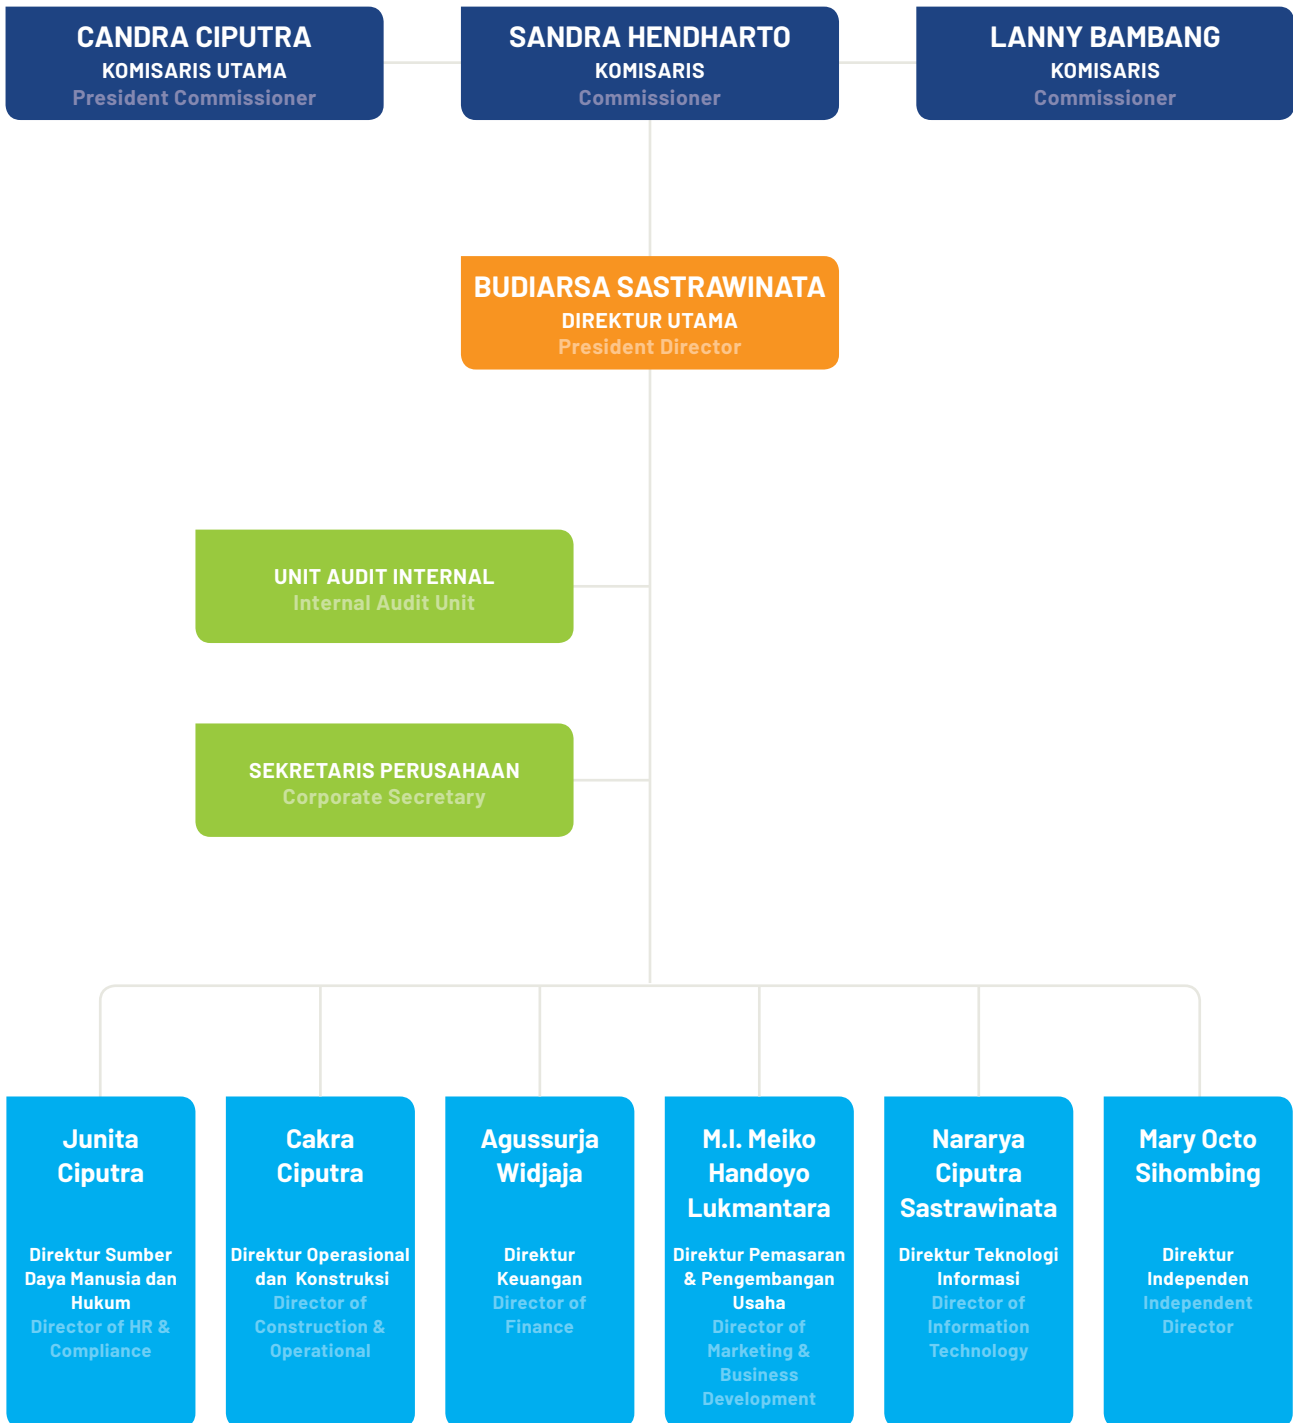 CANDRA CIPUTRA
KOMISARIS UTAMA
President Commissioner
SANDRA HENDHARTO
KOMISARIS
Commissioner
LANNY BAMBANG
KOMISARIS
Commissioner
BUDIARSA SASTRAWINATA
DIREKTUR UTAMA
President Director
UNIT AUDIT INTERNAL
Internal Audit Unit
SEKRETARIS PERUSAHAAN
Corporate Secretary
Junita
Ciputra
Direktur Sumber
Daya Manusia dan
Hukum
Director of HR &
Compliance
Cakra
Ciputra
Direktur Operasional
dan Konstruksi
Director of
Construction &
Operational
Agussurja
Widjaja
Direktur
Keuangan
Director of
Finance
M.I. Meiko
Handoyo
Lukmantara
Direktur Pemasaran
& Pengembangan
Usaha
Director of
Marketing &
Business
Development
Nararya
Ciputra
Sastrawinata
Direktur Teknologi
Informasi
Director of
Information
Technology
Mary Octo
Sihombing
Direktur
Independen
Independent
Director